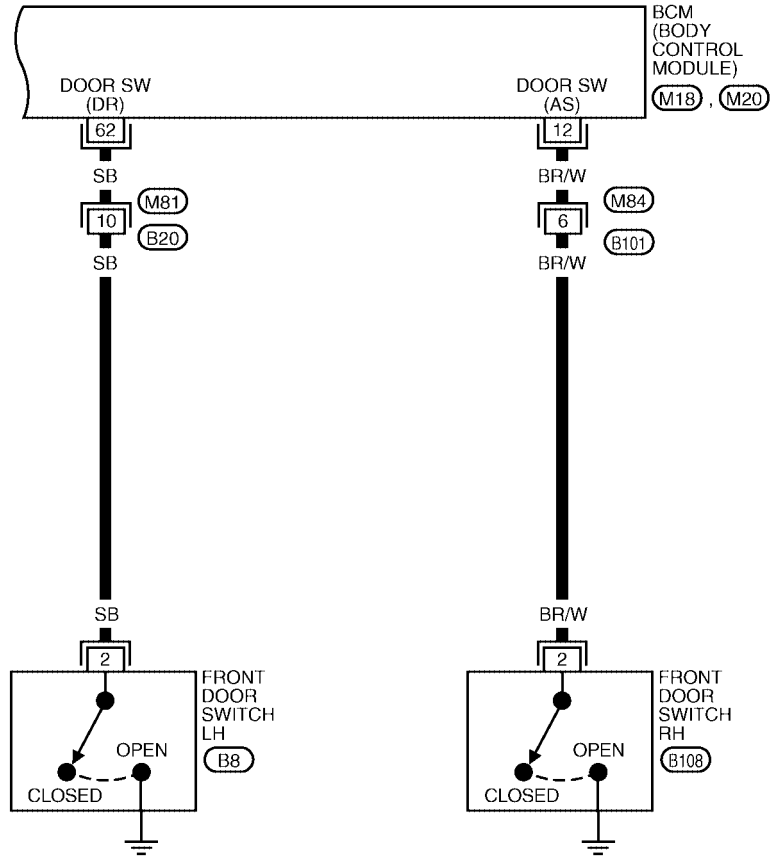 BCM
(BODY
CONTROL
MODULE)
M18 , M20
DOOR SW
(DR)
DOOR SW
(AS)
62
12
SB
BR/W
M81
M84
10
6
B20
B101
SB
BR/W
SB
BR/W
2
2
FRONT
DOOR
SWITCH
LH
B8
OPEN
CLOSED
FRONT
DOOR
SWITCH
RH
B108
OPEN
CLOSED